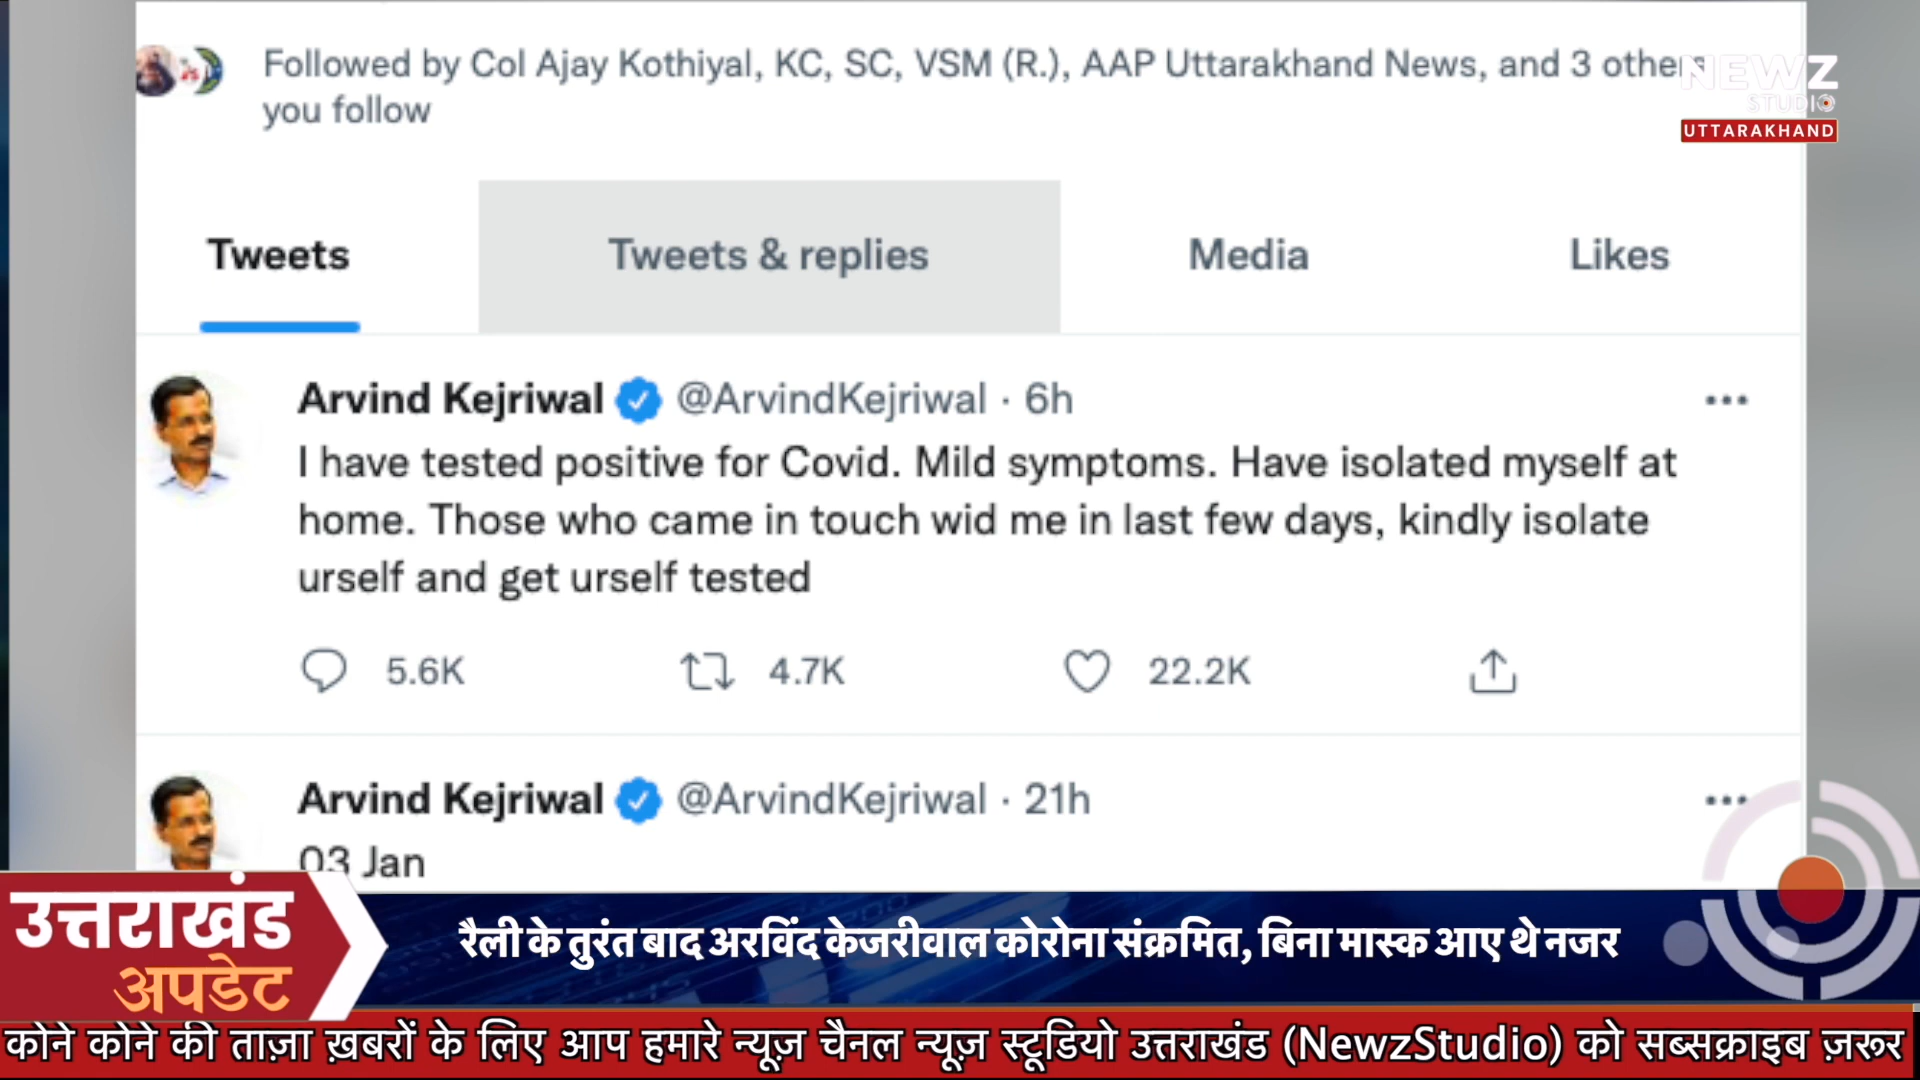 Followed by Col Ajay Kothiyal, KC, SC, VSM (R.), AAP Uttarakhand News, and 3 others
you follow
NEWZ
STUDIO
UTTARAKHAND
Tweets Tweets & replies Media Likes
Arvind Kejriwal @ArvindKejriwal · 6h
I have tested positive for Covid. Mild symptoms. Have isolated myself at
home. Those who came in touch wid me in last few days, kindly isolate
urself and get urself tested
5.6K 4.7K 22.2K
Arvind Kejriwal @ArvindKejriwal · 21h
03 Jan
उत्तराखंड
अपडेट
रैली के तुरंत बाद अरविंद केजरीवाल कोरोना संक्रमित, बिना मास्क आए थे नजर
कोने कोने की ताज़ा ख़बरों के लिए आप हमारे न्यूज़ चैनल न्यूज़ स्टूडियो उत्तराखंड (NewzStudio) को सब्सक्राइब ज़रूर